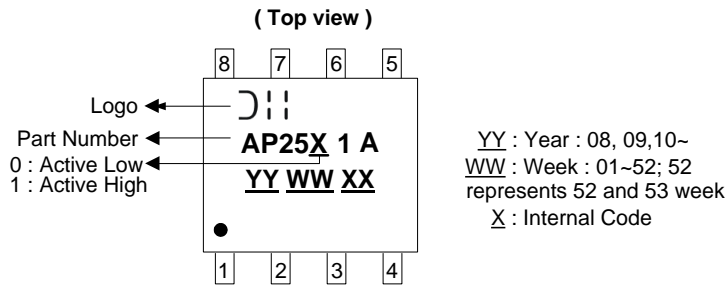 ( Top view )
8 7 6 5
Logo
Part Number
0 : Active Low
1 : Active High
AP25X 1 A
YY WW XX
1 2 3 4
YY : Year : 08, 09,10~
WW : Week : 01~52; 52
represents 52 and 53 week
X : Internal Code